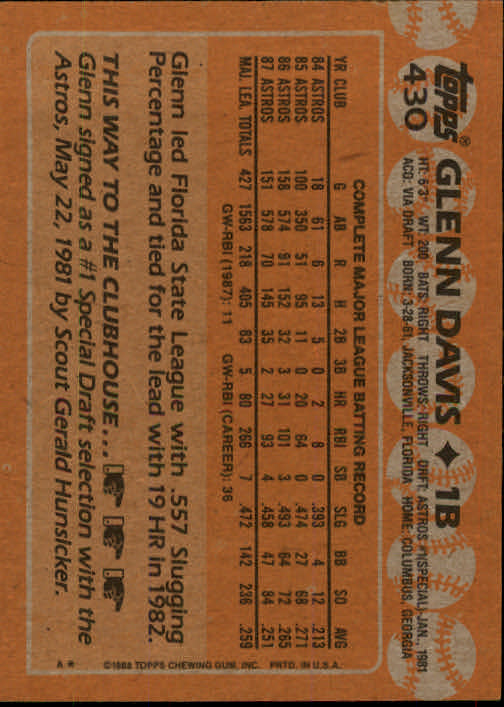 topps®
430
GLENN DAVIS ♦ 1B
HT: 6'3" WT: 200 BATS: RIGHT THROWS: RIGHT DRFT: ASTROS #1-SPECIAL, JAN., 1981
ACQ: VIA DRAFT BORN: 3-28-61, JACKSONVILLE, FLORIDA HOME: COLUMBUS, GEORGIA
COMPLETE MAJOR LEAGUE BATTING RECORD
YR CLUB G AB R H 2B 3B HR RBI SB SLG BB SO AVG
84 ASTROS 18 61 6 13 5 0 2 8 0 .393 4 12 .213
85 ASTROS 100 350 51 95 11 0 20 64 0 .474 27 68 .271
86 ASTROS 158 574 91 152 32 3 31 101 3 .493 64 72 .265
87 ASTROS 151 578 70 145 35 2 27 93 4 .458 47 84 .251
MAJ. LEA. TOTALS 427 1563 218 405 83 5 80 266 7 .472 142 236 .259
GW-RBI (1987): 11 GW-RBI (CAREER): 36
Glenn led Florida State League with .557 Slugging
Percentage and tied for the lead with 19 HR in 1982.
THIS WAY TO THE CLUBHOUSE...
Glenn signed as a #1 Special Draft selection with the
Astros, May 22, 1981 by Scout Gerald Hunsicker.
©1988 TOPPS CHEWING GUM, INC. PRTD. IN U.S.A.
A*